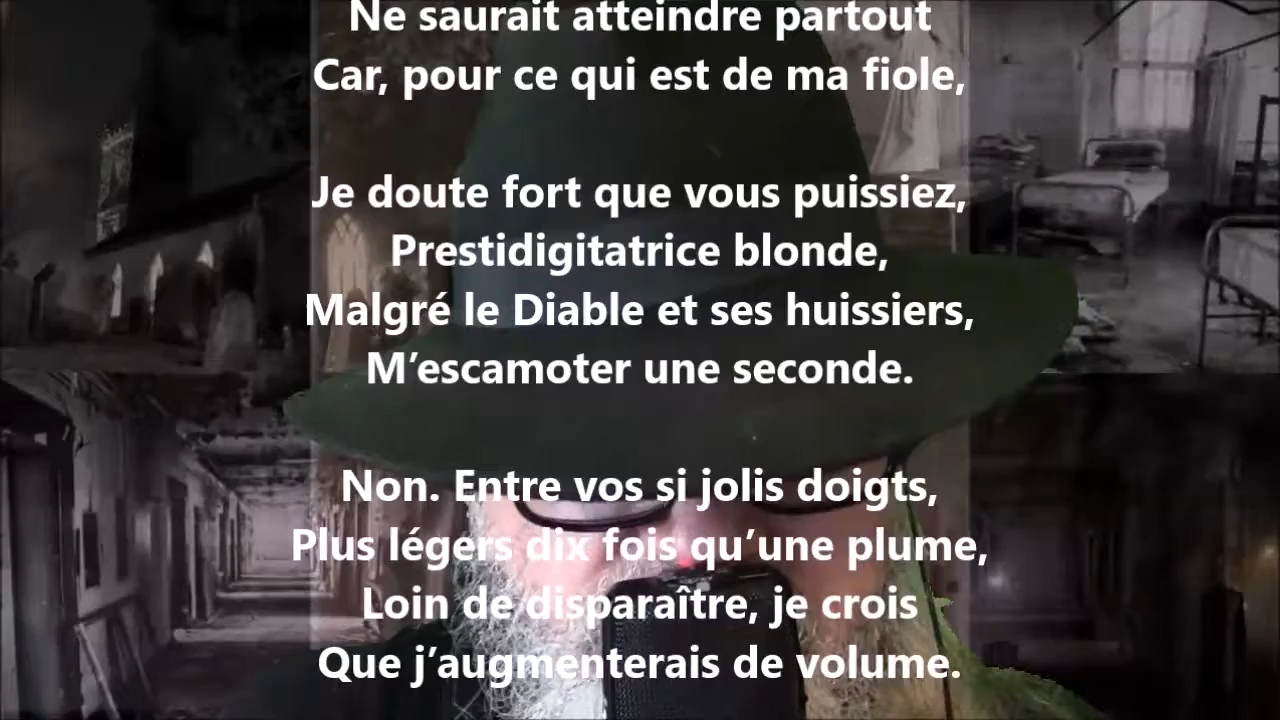 Ne saurait atteindre partout
Car, pour ce qui est de ma fiole,
Je doute fort que vous puissiez,
Prestidigitatrice blonde,
Malgré le Diable et ses huissiers,
M’escamoter une seconde.
Non. Entre vos si jolis doigts,
Plus légers dix fois qu’une plume,
Loin de disparaître, je crois
Que j’augmenterais de volume.